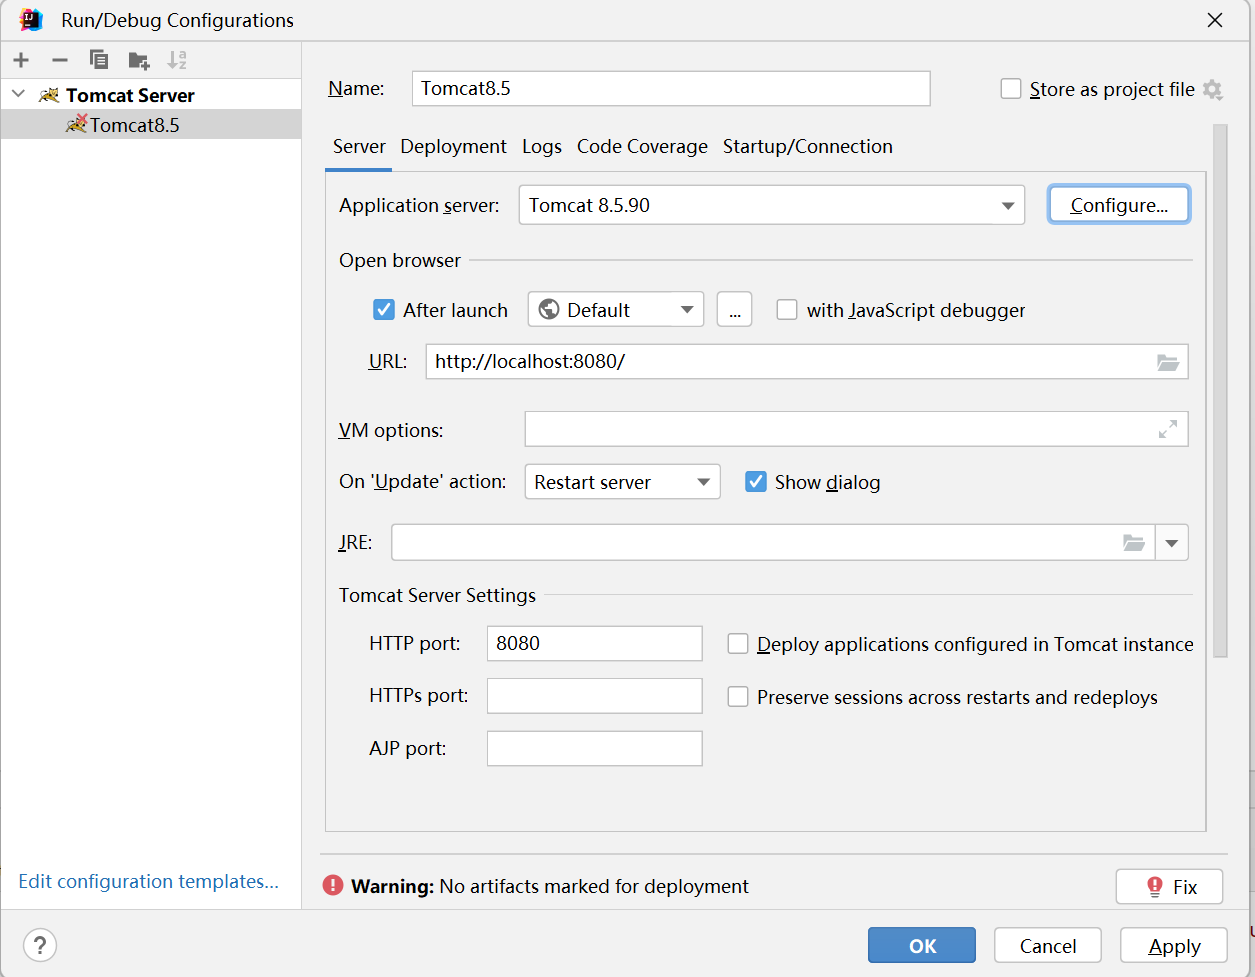 Run/Debug Configurations
Tomcat Server
Tomcat8.5
Edit configuration templates...
Name: Tomcat8.5 Store as project file
Server Deployment Logs Code Coverage Startup/Connection
Application server: Tomcat 8.5.90 Configure...
Open browser
After launch Default ... with JavaScript debugger
URL: http://localhost:8080/
VM options:
On 'Update' action: Restart server Show dialog
JRE:
Tomcat Server Settings
HTTP port: 8080 Deploy applications configured in Tomcat instance
HTTPs port: Preserve sessions across restarts and redeploys
AJP port:
Warning: No artifacts marked for deployment Fix
? OK Cancel Apply